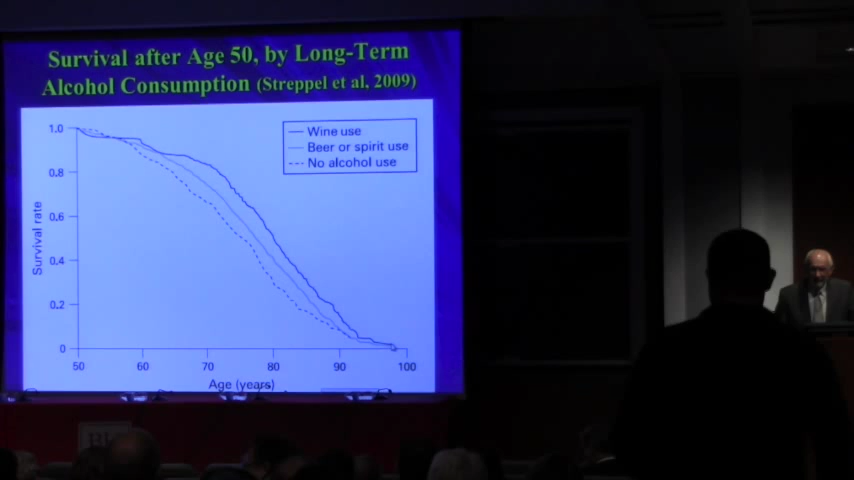 Survival after Age 50, by Long-Term
Alcohol Consumption (Streppel et al, 2009)
Wine use
Beer or spirit use
No alcohol use
Survival rate
1.0
0.8
0.6
0.4
0.2
0
50 60 70 80 90 100
Age (years)